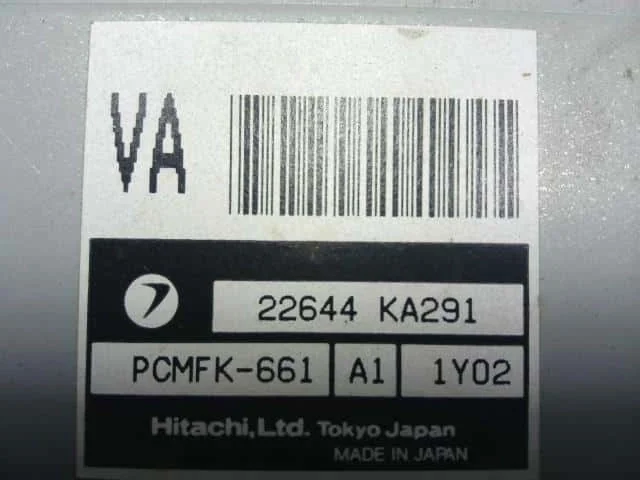 VA
22644 KA291
PCMFK-661 A1 1Y02
Hitachi, Ltd. Tokyo Japan
MADE IN JAPAN